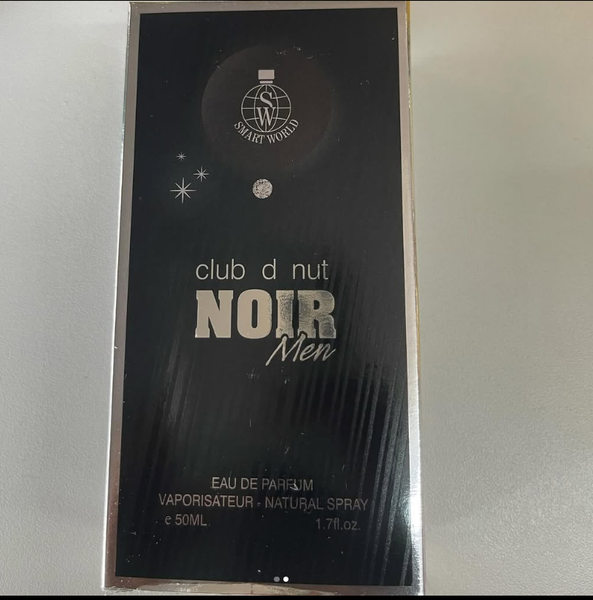 SW
SMART WORLD
club d nut
NOIR
Men
EAU DE PARFUM
VAPORISATEUR - NATURAL SPRAY
e 50ML 1.7fl.oz.